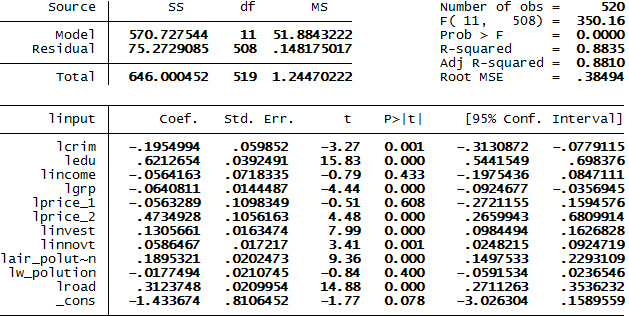 Source | SS df MS Number of obs = 520
F( 11, 508) = 350.16
Model | 570.727544 11 51.8843222 Prob > F = 0.0000
Residual | 75.2729085 508 .148175017 R-squared = 0.8835
Adj R-squared = 0.8810
Total | 646.000452 519 1.24470222 Root MSE = .38494
linput | Coef. Std. Err. t P>|t| [95% Conf. Interval]
lcrim | -.1954994 .059852 -3.27 0.001 -.3130872 -.0779115
ledu | .6212654 .0392491 15.83 0.000 .5441549 .698376
lincome | -.0564163 .0718335 -0.79 0.433 -.1975436 .0847111
lgrp | -.0640811 .0144487 -4.44 0.000 -.0924677 -.0356945
lprice_1 | -.0563289 .1098349 -0.51 0.608 -.2721155 .1594576
lprice_2 | .4734928 .1056163 4.48 0.000 .2659943 .6809914
linvest | .1305661 .0163474 7.99 0.000 .0984494 .1626828
linnovt | .0586467 .017217 3.41 0.001 .0248215 .0924719
lair_polut~n | .1895321 .0202473 9.36 0.000 .1497533 .2293109
lw_polution | -.0177494 .0210745 -0.84 0.400 -.0591534 .0236546
lroad | .3123748 .0209954 14.88 0.000 .2711263 .3536232
_cons | -1.433674 .8106452 -1.77 0.078 -3.026304 .1589559